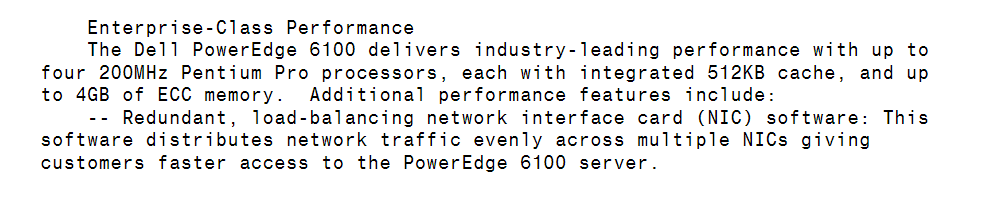 Enterprise-Class Performance
The Dell PowerEdge 6100 delivers industry-leading performance with up to
four 200MHz Pentium Pro processors, each with integrated 512KB cache, and up
to 4GB of ECC memory.  Additional performance features include:
-- Redundant, load-balancing network interface card (NIC) software: This
software distributes network traffic evenly across multiple NICs giving
customers faster access to the PowerEdge 6100 server.